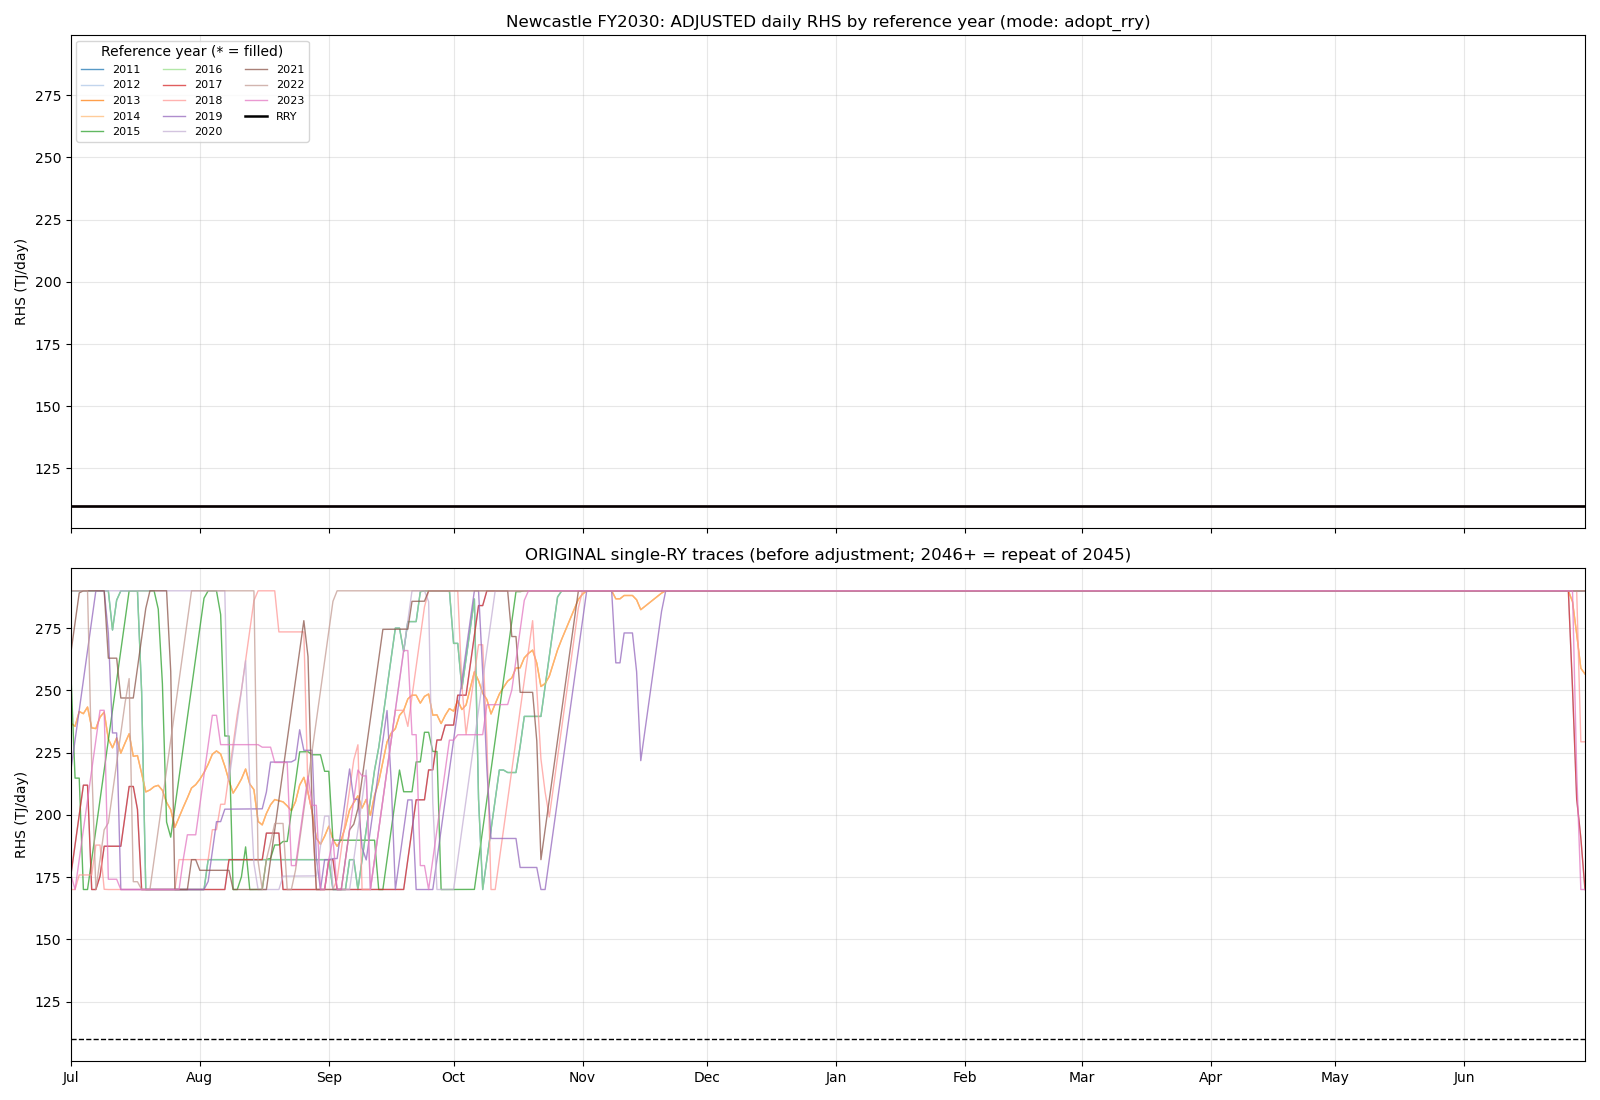 Newcastle FY2030: ADJUSTED daily RHS by reference year (mode: adopt_rry)
Reference year (* = filled)
2011 2016 2021
2012 2017 2022
2013 2018 2023
2014 2019 RRY
2015 2020
RHS (TJ/day)
275
250
225
200
175
150
125
ORIGINAL single-RY traces (before adjustment; 2046+ = repeat of 2045)
RHS (TJ/day)
275
250
225
200
175
150
125
Jul Aug Sep Oct Nov Dec Jan Feb Mar Apr May Jun